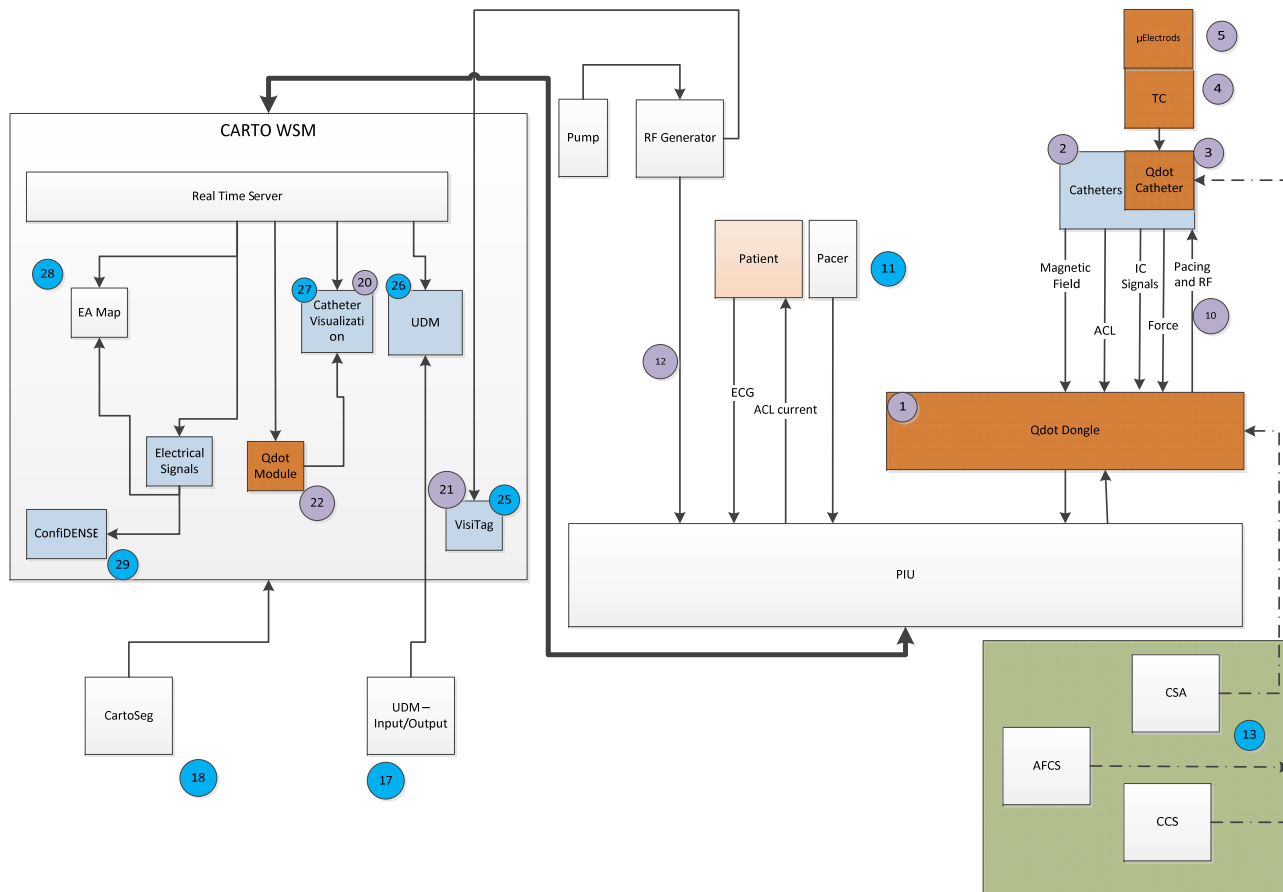 µElectrods
5
TC
4
CARTO WSM
Pump
RF Generator
2
3
Qdot
Catheter
Catheters
Real Time Server
Patient
Pacer
11
28
EA Map
27
20
Catheter
Visualizati
on
26
UDM
Magnetic
Field
IC
Signals
Pacing
and RF
10
ACL
Force
12
ECG
ACL current
1
Qdot Dongle
Electrical
Signals
Qdot
Module
22
21
25
VisiTag
ConfiDENSE
29
PIU
CartoSeg
18
UDM –
Input/Output
17
CSA
13
AFCS
CCS